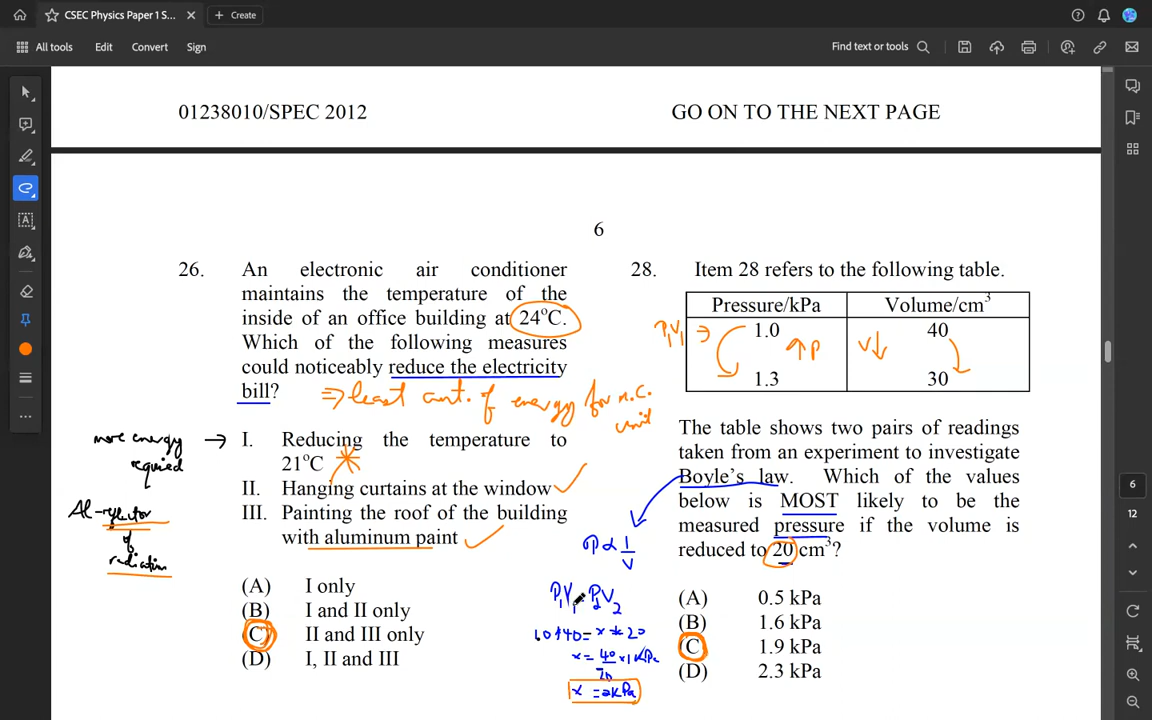 CSEC Physics Paper 1 S...
Create
All tools
Edit
Convert
Sign
Find text or tools
01238010/SPEC 2012
GO ON TO THE NEXT PAGE
6
26.
An electronic air conditioner
maintains the temperature of the
inside of an office building at 24°C.
Which of the following measures
could noticeably reduce the electricity
bill?
⇒ least amt. of energy for A.C.
unit
more energy
required
→
I. Reducing the temperature to
21°C
II. Hanging curtains at the window
III. Painting the roof of the building
with aluminum paint
Al - reflector
of
radiation
(A) I only
(B) I and II only
(C) II and III only
(D) I, II and III
28.
Item 28 refers to the following table.
Pressure/kPa Volume/cm³
P₁V₁ ⇒ 1.0 ↑P V↓ 40
1.3 30
The table shows two pairs of readings
taken from an experiment to investigate
Boyle's law. Which of the values
below is MOST likely to be the
measured pressure if the volume is
reduced to 20 cm³?
P ∝ 1/V
P₁V₁ = P₂V₂
1.0 * 40 = x * 20
x = 40/20 x 1 kPa
x = 2kPa
(A) 0.5 kPa
(B) 1.6 kPa
(C) 1.9 kPa
(D) 2.3 kPa
6
12